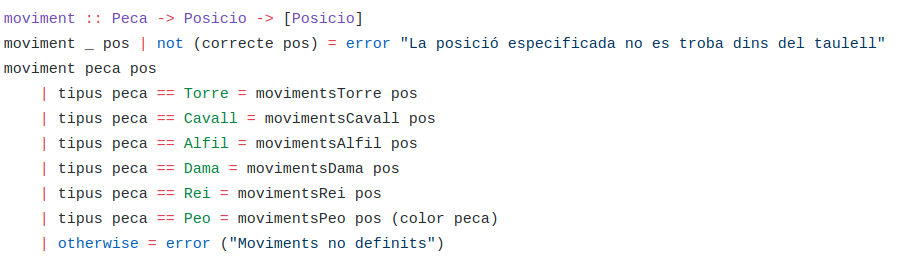 moviment :: Peca -> Posicio -> [Posicio]
moviment _ pos | not (correcte pos) = error "La posició especificada no es troba dins del taulell"
moviment peca pos
    | tipus peca == Torre = movimentsTorre pos
    | tipus peca == Cavall = movimentsCavall pos
    | tipus peca == Alfil = movimentsAlfil pos
    | tipus peca == Dama = movimentsDama pos
    | tipus peca == Rei = movimentsRei pos
    | tipus peca == Peo = movimentsPeo pos (color peca)
    | otherwise = error ("Moviments no definits")